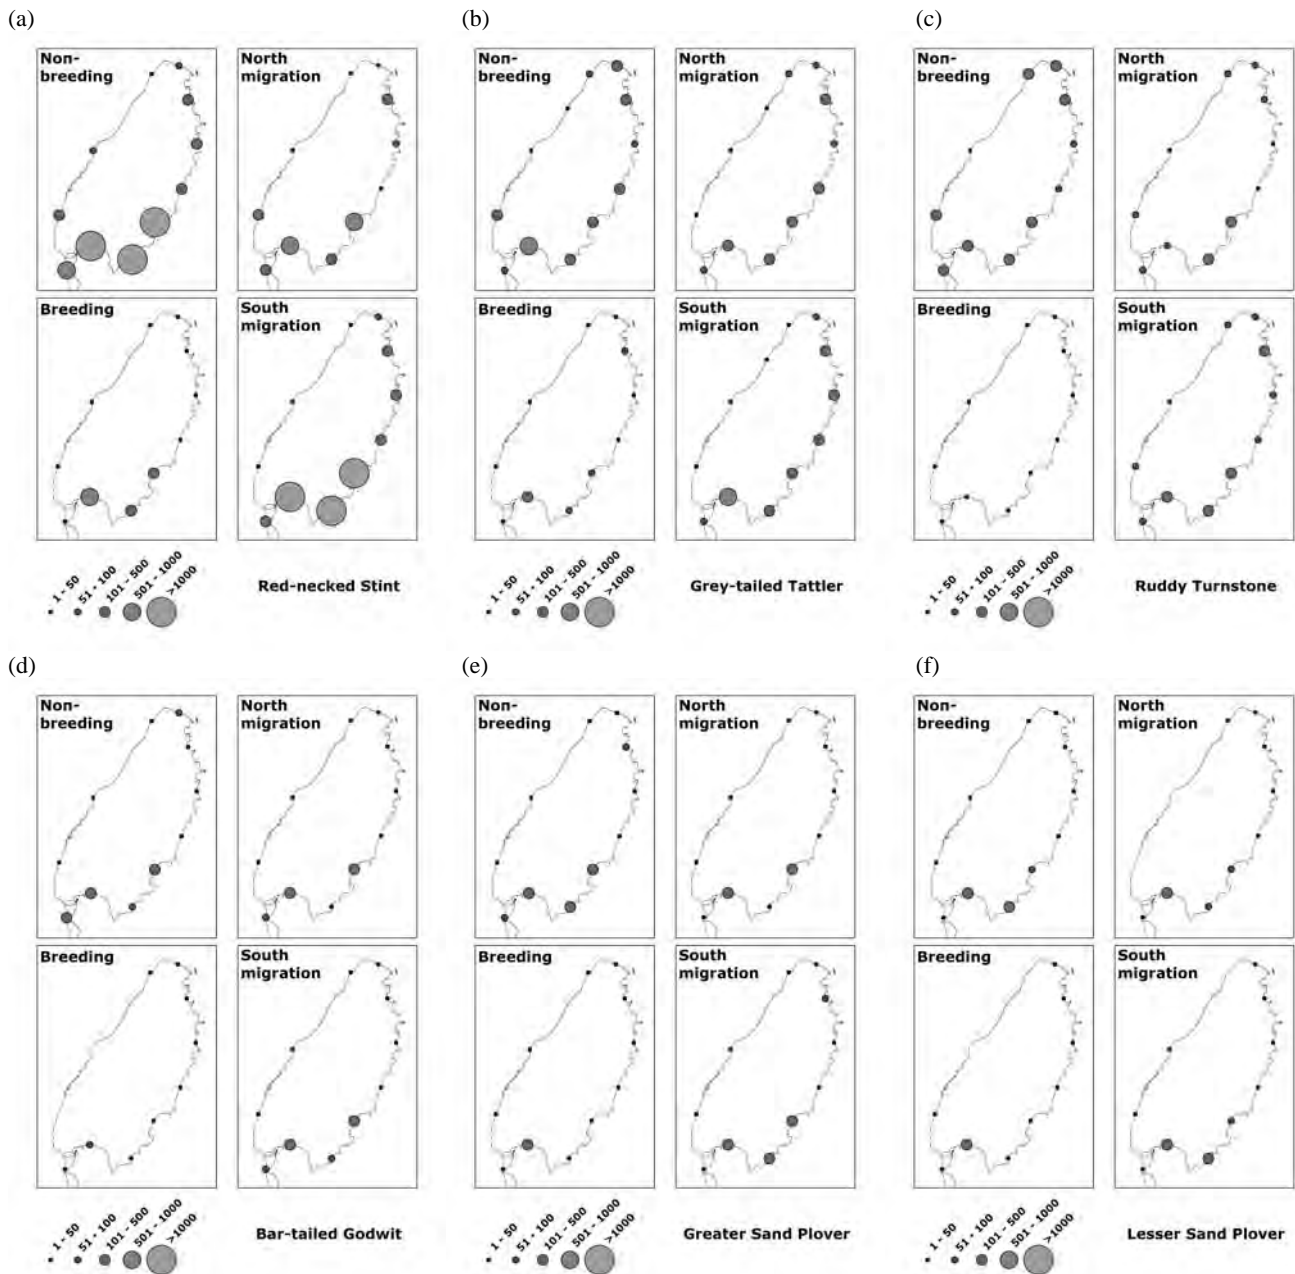 (a)
(b)
(c)
Non-
breeding
North
migration
Non-
breeding
North
migration
Non-
breeding
North
migration
Breeding
South
migration
Breeding
South
migration
Breeding
South
migration
1 - 50
51 - 100
101 - 500
501 - 1000
>1000
Red-necked Stint
1 - 50
51 - 100
101 - 500
501 - 1000
>1000
Grey-tailed Tattler
1 - 50
51 - 100
101 - 500
501 - 1000
>1000
Ruddy Turnstone
(d)
(e)
(f)
Non-
breeding
North
migration
Non-
breeding
North
migration
Non-
breeding
North
migration
Breeding
South
migration
Breeding
South
migration
Breeding
South
migration
1 - 50
51 - 100
101 - 500
501 - 1000
>1000
Bar-tailed Godwit
1 - 50
51 - 100
101 - 500
501 - 1000
>1000
Greater Sand Plover
1 - 50
51 - 100
101 - 500
501 - 1000
>1000
Lesser Sand Plover